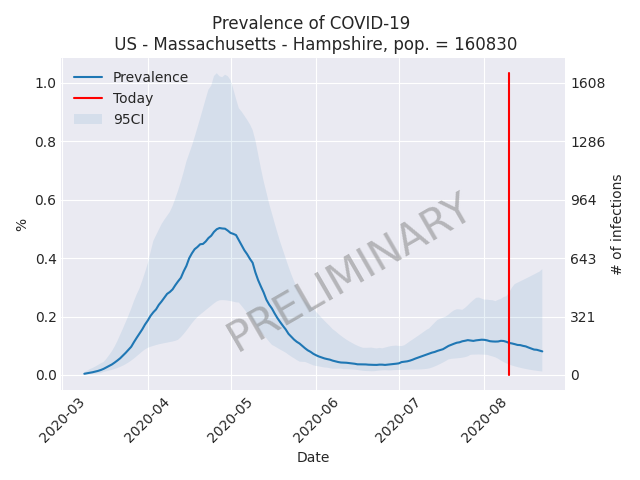 Prevalence of COVID-19
US - Massachusetts - Hampshire, pop. = 160830
Prevalence
Today
95CI
1.0
0.8
0.6
0.4
0.2
0.0
%
1608
1286
964
643
321
0
# of infections
PRELIMINARY
2020-03
2020-04
2020-05
2020-06
2020-07
2020-08
Date